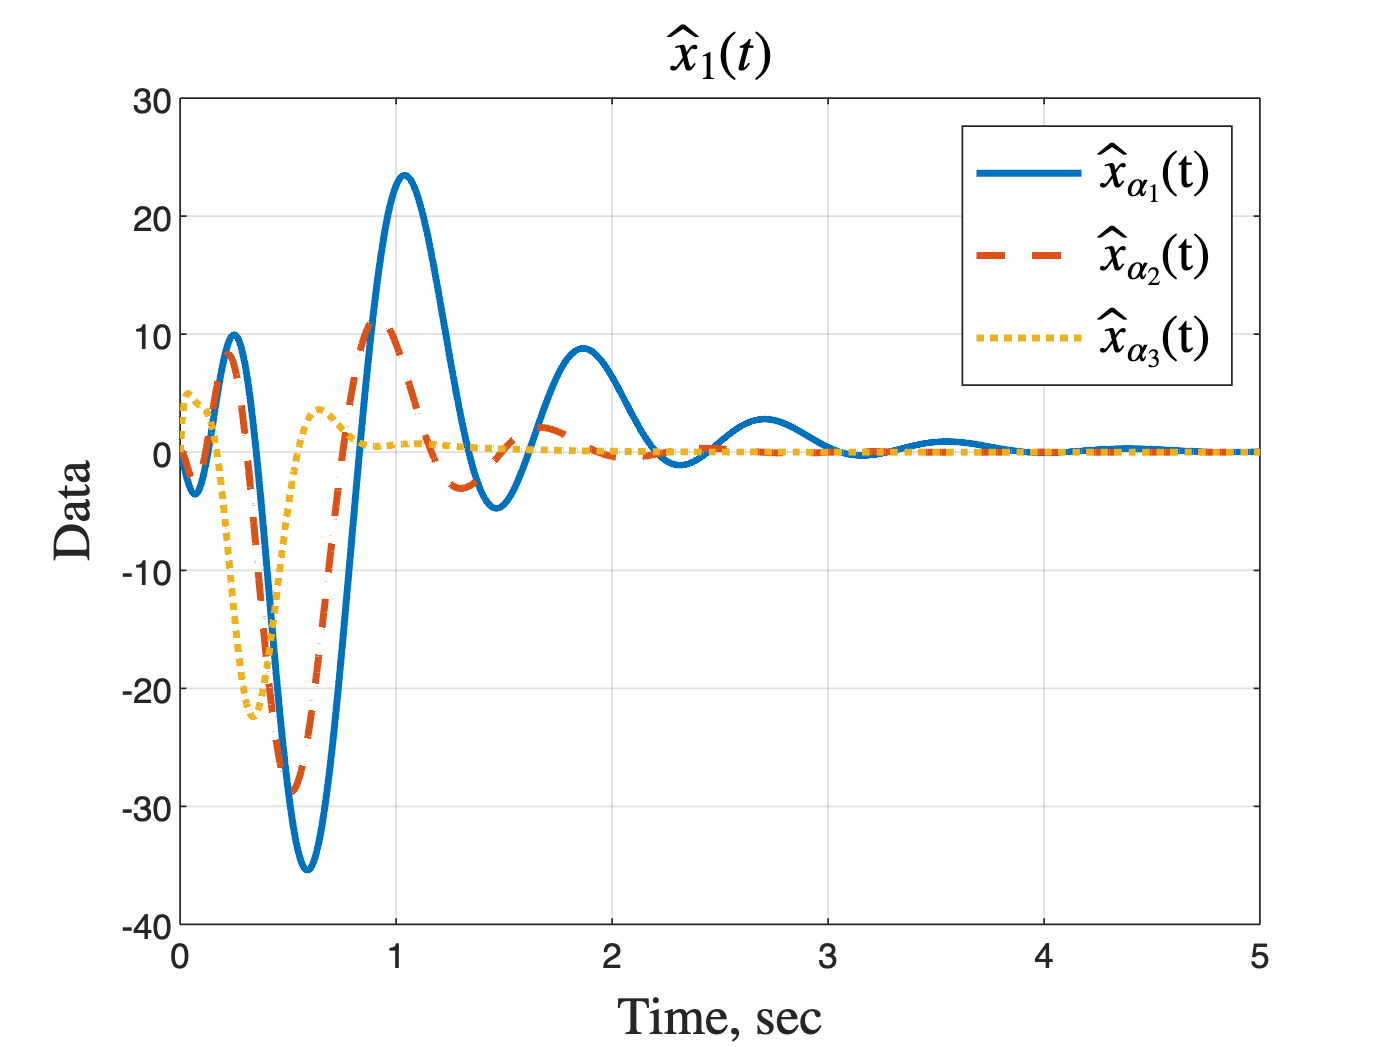 x̂₁(t)
30
20
10
0
-10
-20
-30
-40
Data
x̂α₁(t)
x̂α₂(t)
x̂α₃(t)
0 1 2 3 4 5
Time, sec